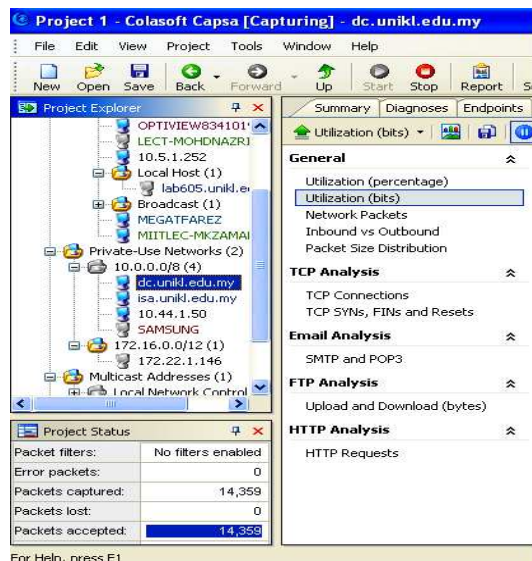 Project 1 - Colasoft Capsa [Capturing] - dc.unikl.edu.my
File Edit View Project Tools Window Help
New Open Save Back Forward Up Start Stop Report
Project Explorer
OPTIVIEW834101
LECT-MOHDNAZRI
10.5.1.252
Local Host (1)
lab605.unikl.e
Broadcast (1)
MEGATFAREZ
MIITLEC-MKZAMAI
Private-Use Networks (2)
10.0.0.0/8 (4)
dc.unikl.edu.my
isa.unikl.edu.my
10.44.1.50
SAMSUNG
172.16.0.0/12 (1)
172.22.1.146
Multicast Addresses (1)
Local Network Control
Project Status
Packet filters: No filters enabled
Error packets: 0
Packets captured: 14,359
Packets lost: 0
Packets accepted: 14,359
For Help, press F1
Summary Diagnoses Endpoints
Utilization (bits)
General
Utilization (percentage)
Utilization (bits)
Network Packets
Inbound vs Outbound
Packet Size Distribution
TCP Analysis
TCP Connections
TCP SYNs, FINs and Resets
Email Analysis
SMTP and POP3
FTP Analysis
Upload and Download (bytes)
HTTP Analysis
HTTP Requests